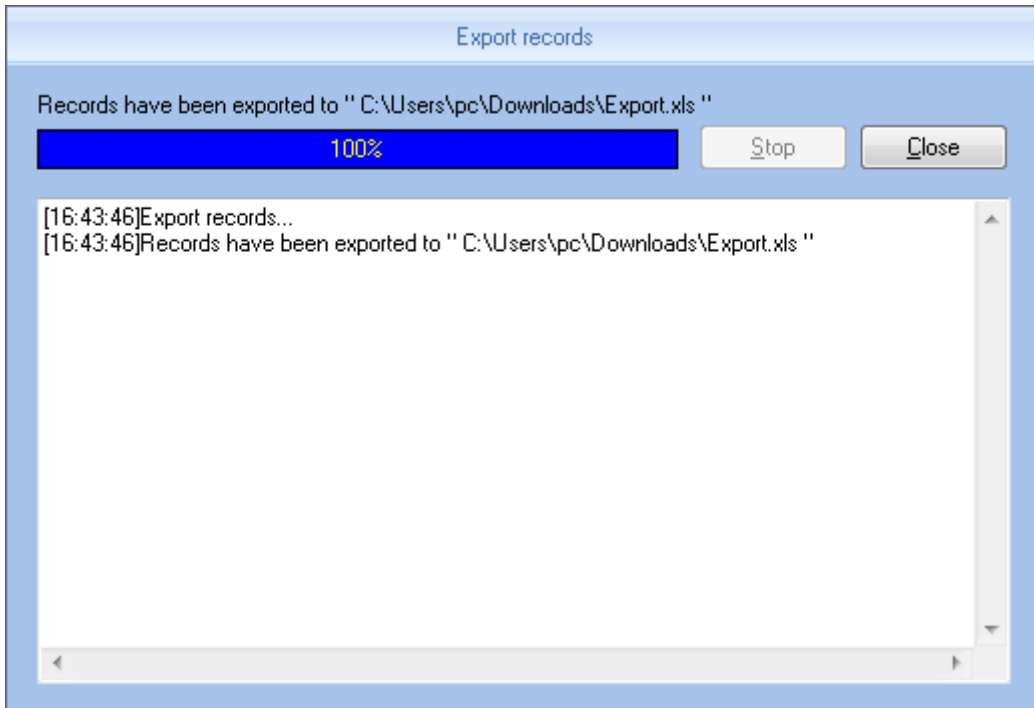 Export records
Records have been exported to " C:\Users\pc\Downloads\Export.xls "
100%
Stop
Close
[16:43:46]Export records...
[16:43:46]Records have been exported to " C:\Users\pc\Downloads\Export.xls "